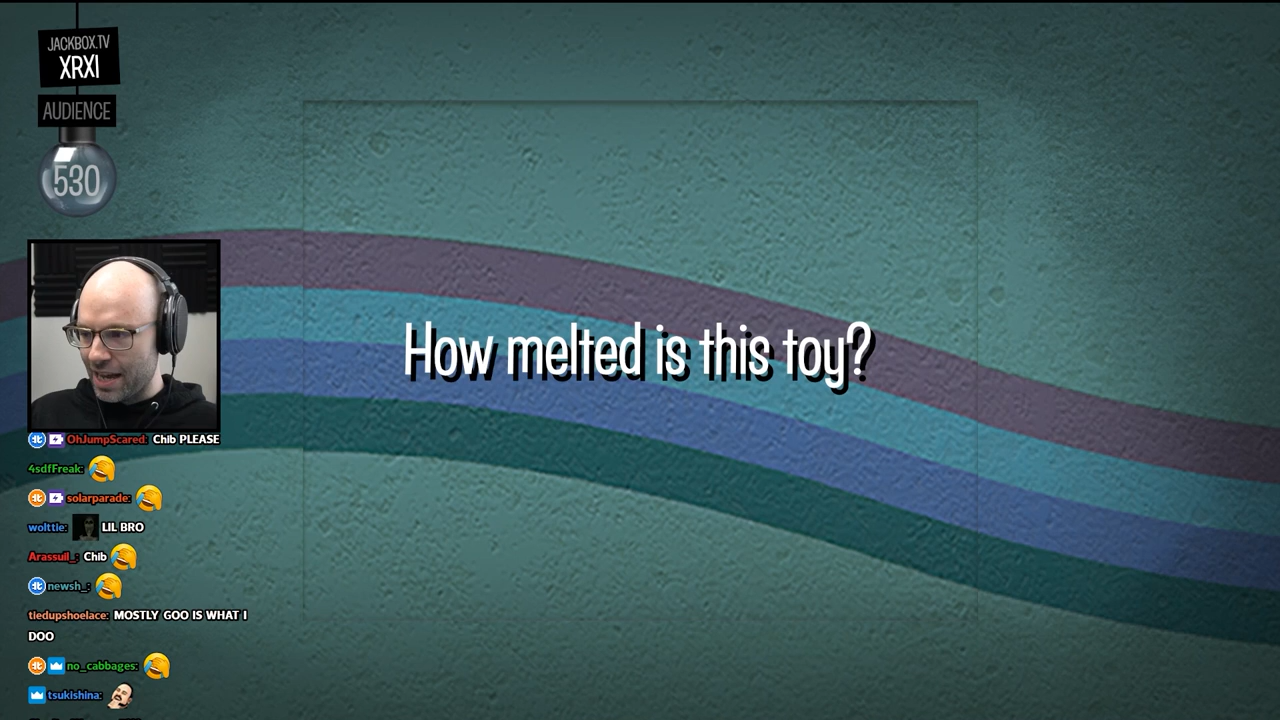 JACKBOX.TV
XRXI
AUDIENCE
530
How melted is this toy?
OhJumpScared: Chib PLEASE
4sdfFreak:
solarparade:
wolttie: LIL BRO
Arassuil_: Chib
newsh_:
tiedupshoelace: MOSTLY GOO IS WHAT I
DOO
no_cabbages:
tsukishina: